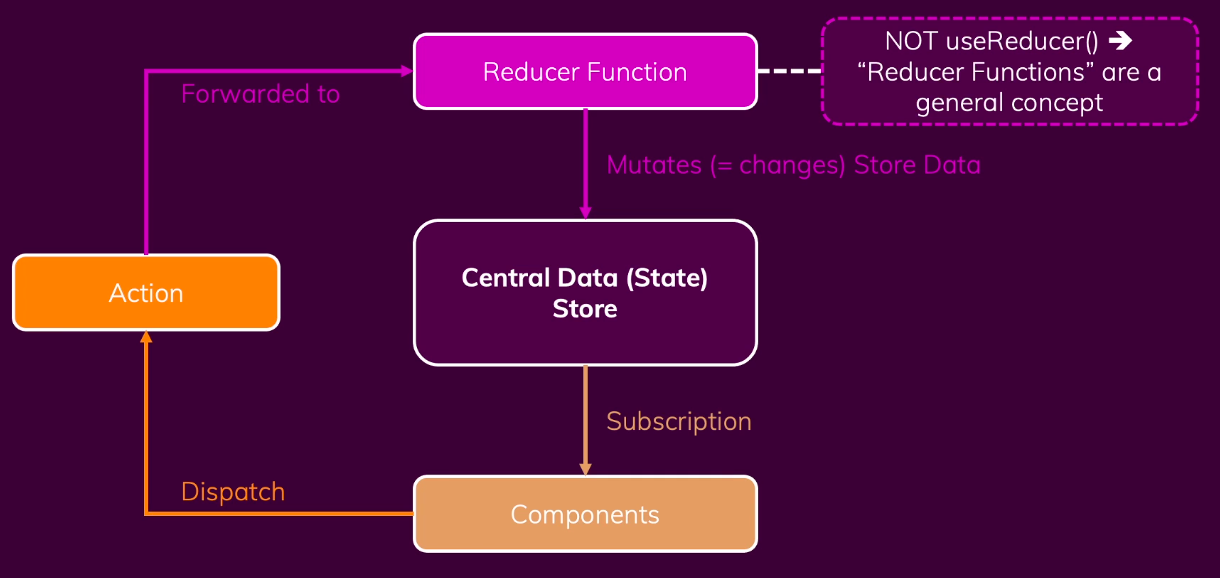 Reducer Function
NOT useReducer() 🡺
“Reducer Functions” are a
general concept
Forwarded to
Mutates (= changes) Store Data
Action
Central Data (State)
Store
Subscription
Dispatch
Components